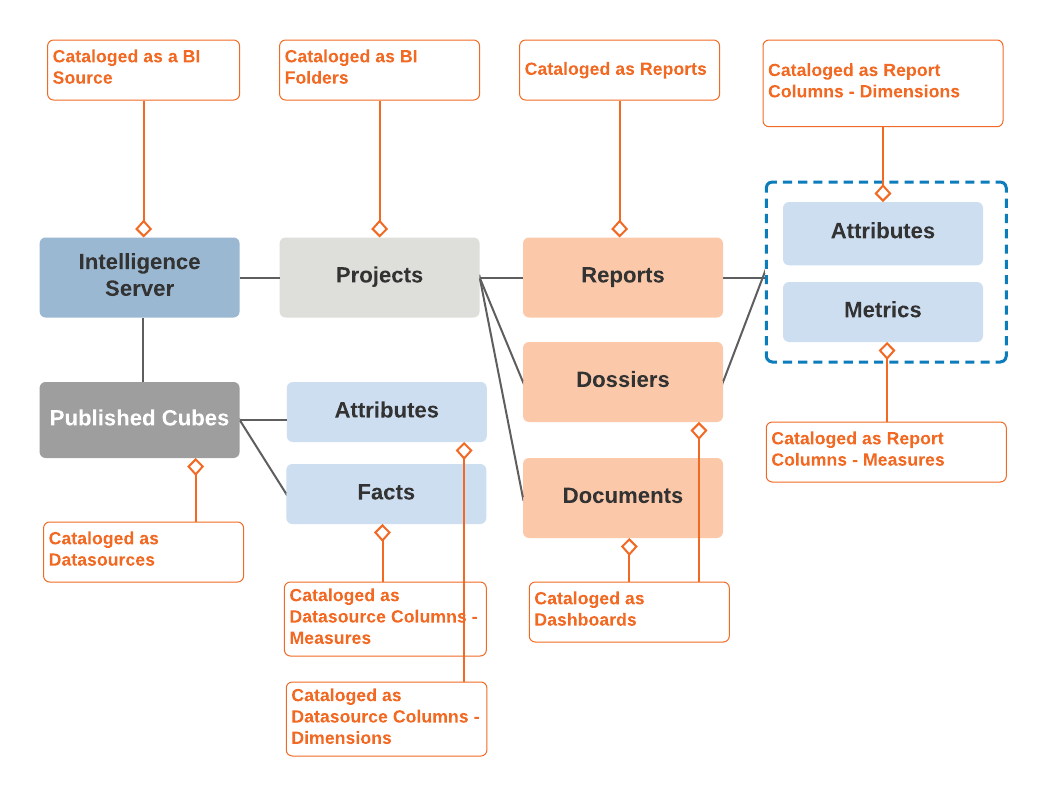 Cataloged as a BI
Source
Cataloged as BI
Folders
Cataloged as Reports
Cataloged as Report
Columns - Dimensions
Intelligence
Server
Projects
Reports
Attributes
Metrics
Dossiers
Published Cubes
Attributes
Facts
Documents
Cataloged as Report
Columns - Measures
Cataloged as
Datasources
Cataloged as
Datasource Columns -
Measures
Cataloged as
Dashboards
Cataloged as
Datasource Columns -
Dimensions